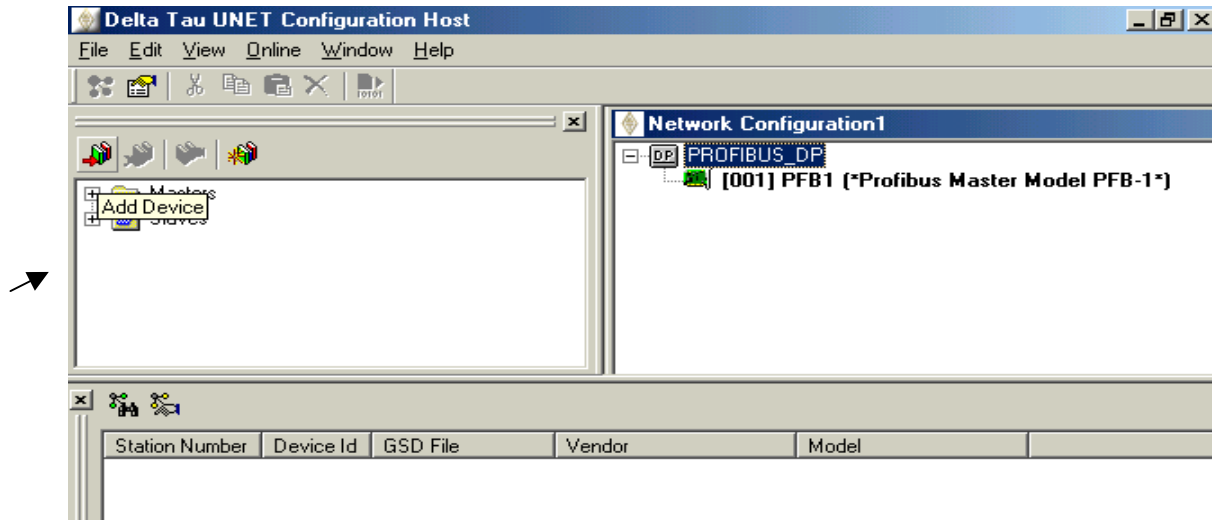 Delta Tau UNET Configuration Host
File Edit View Online Window Help
Network Configuration1
PROFIBUS_DP
[001] PFB1 (*Profibus Master Model PFB-1*)
Masters
Add Device
Slaves
Station Number Device Id GSD File Vendor Model